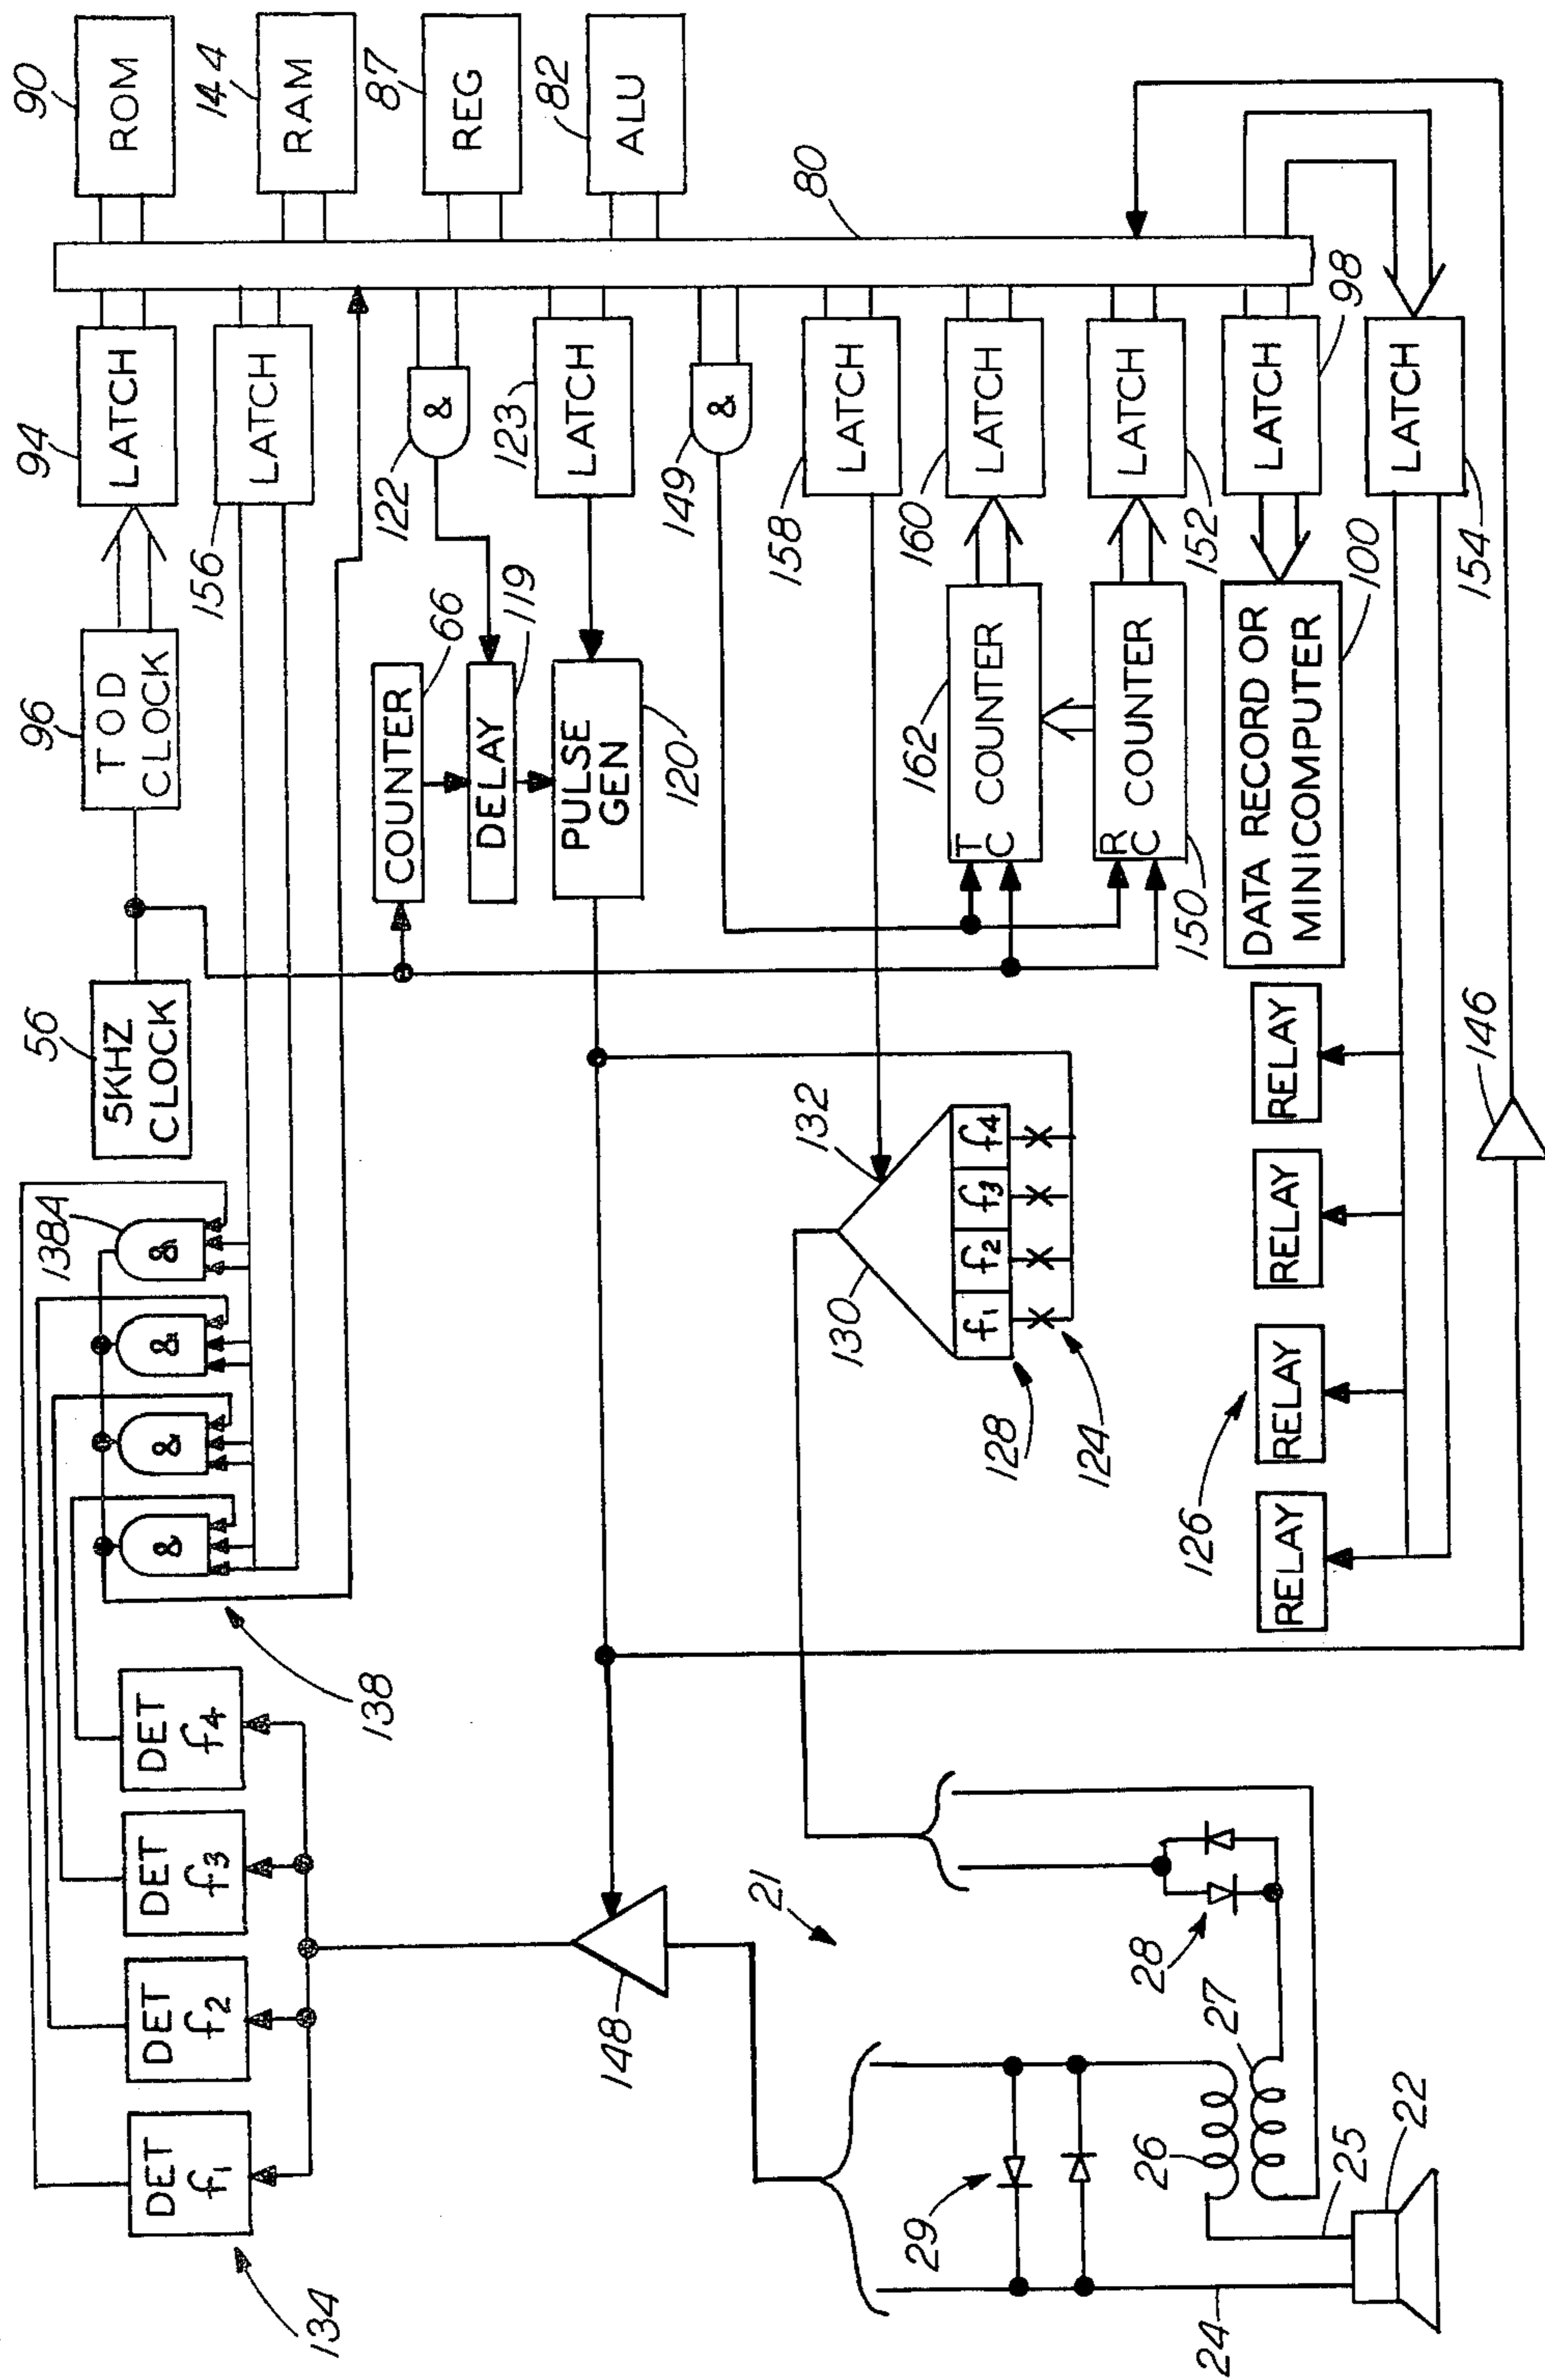 134
DET
f1
DET
f2
DET
f3
DET
f4
138
&
&
&
&
138A
56
5KHZ
CLOCK
96
TOD
CLOCK
94
LATCH
90
ROM
156
LATCH
144
RAM
COUNTER
66
122
&
87
REG
DELAY
119
123
LATCH
82
ALU
PULSE
GEN
120
149
&
80
148
21
130
132
158
LATCH
f1
f2
f3
f4
128
124
162
T
C
COUNTER
160
LATCH
R
C
COUNTER
150
LATCH
152
29
26
27
28
25
24
22
126
RELAY
RELAY
RELAY
RELAY
DATA RECORD OR
MINICOMPUTER
100
LATCH
98
LATCH
154
146